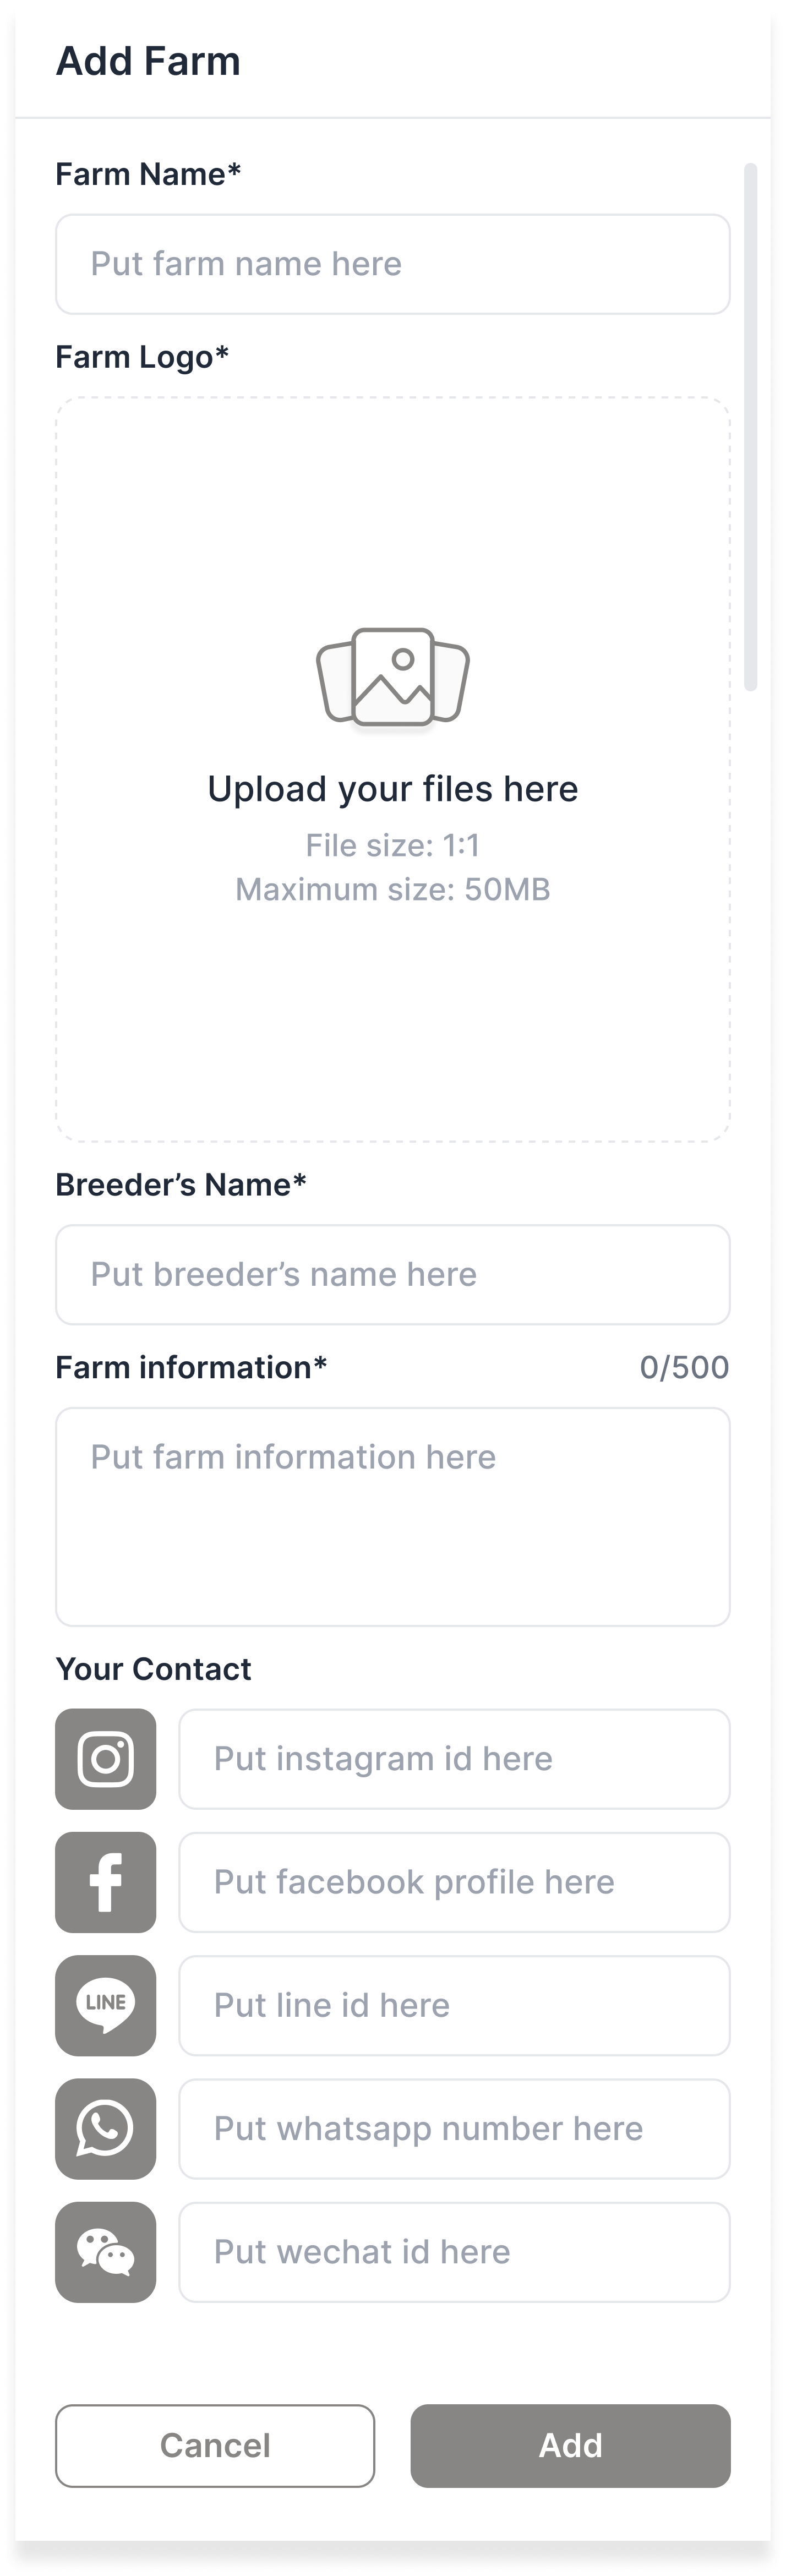 Add Farm
Farm Name*
Put farm name here
Farm Logo*
Upload your files here
File size: 1:1
Maximum size: 50MB
Breeder’s Name*
Put breeder’s name here
Farm information* 0/500
Put farm information here
Your Contact
Put instagram id here
Put facebook profile here
LINE Put line id here
Put whatsapp number here
Put wechat id here
Cancel Add